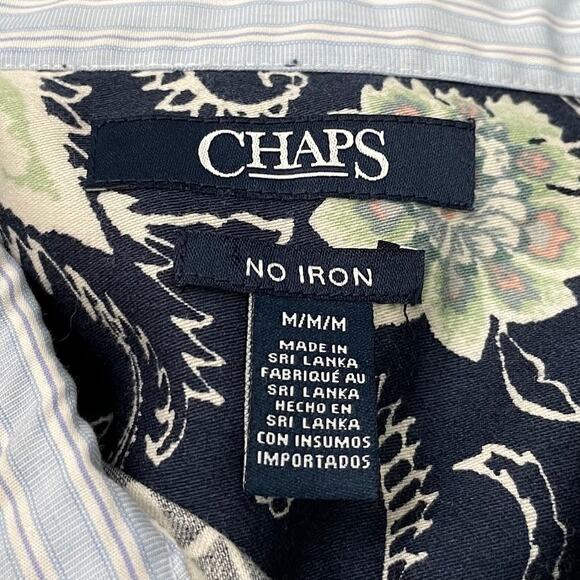 CHAPS
NO IRON
M/M/M
MADE IN
SRI LANKA
FABRIQUÉ AU
SRI LANKA
HECHO EN
SRI LANKA
CON INSUMOS
IMPORTADOS